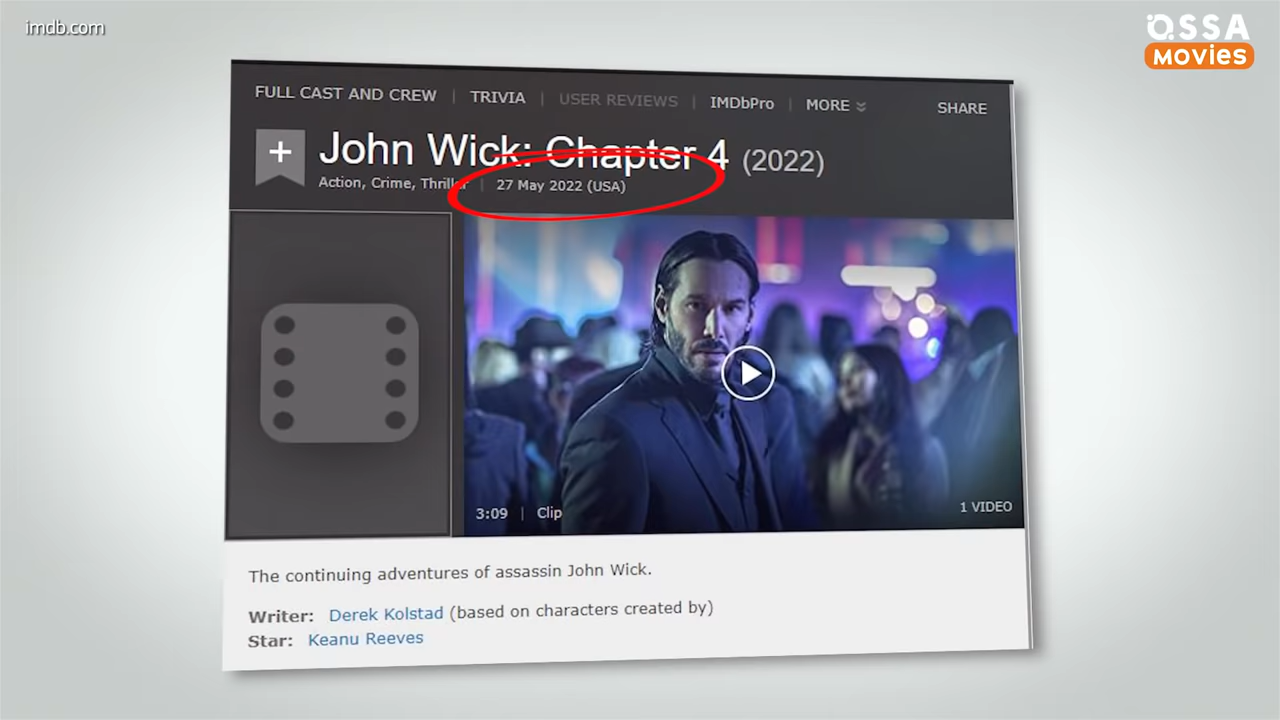 imdb.com
OSSA
MOVIES
FULL CAST AND CREW | TRIVIA | USER REVIEWS | IMDbPro | MORE
SHARE
+ John Wick: Chapter 4 (2022)
Action, Crime, Thriller | 27 May 2022 (USA)
3:09 | Clip
1 VIDEO
The continuing adventures of assassin John Wick.
Writer: Derek Kolstad (based on characters created by)
Star: Keanu Reeves